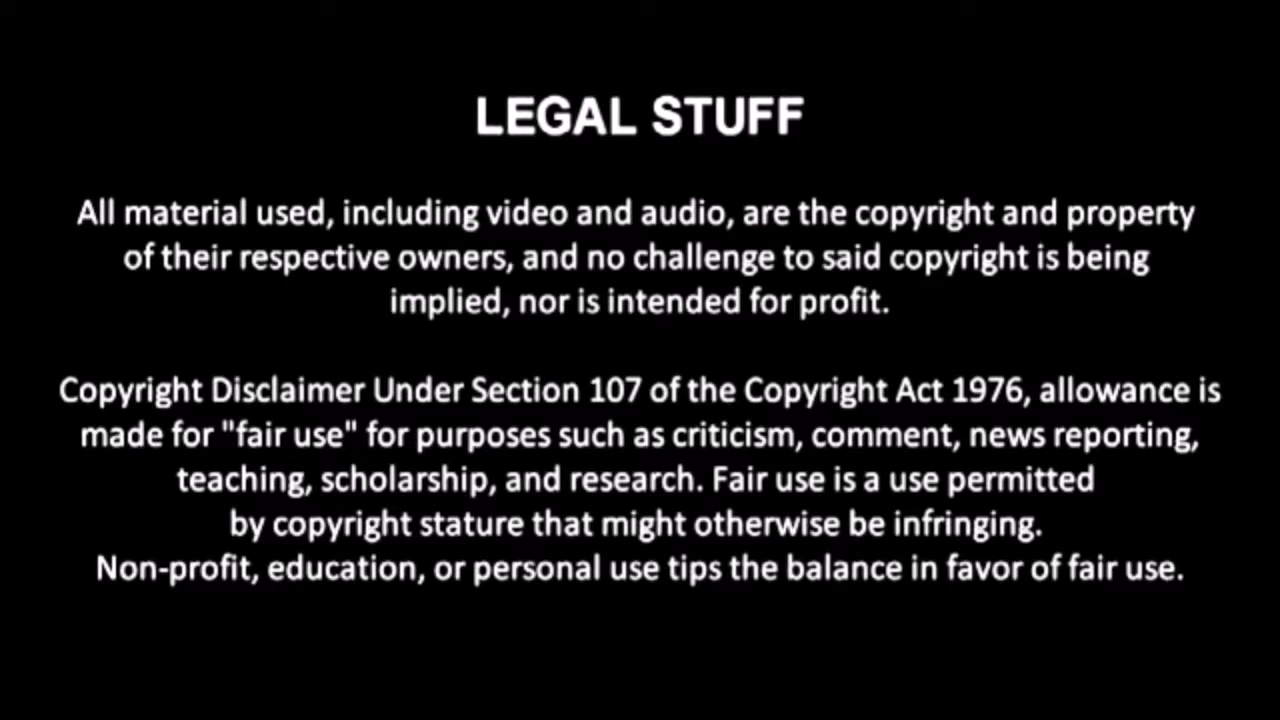 LEGAL STUFF
All material used, including video and audio, are the copyright and property
of their respective owners, and no challenge to said copyright is being
implied, nor is intended for profit.
Copyright Disclaimer Under Section 107 of the Copyright Act 1976, allowance is
made for "fair use" for purposes such as criticism, comment, news reporting,
teaching, scholarship, and research. Fair use is a use permitted
by copyright stature that might otherwise be infringing.
Non-profit, education, or personal use tips the balance in favor of fair use.